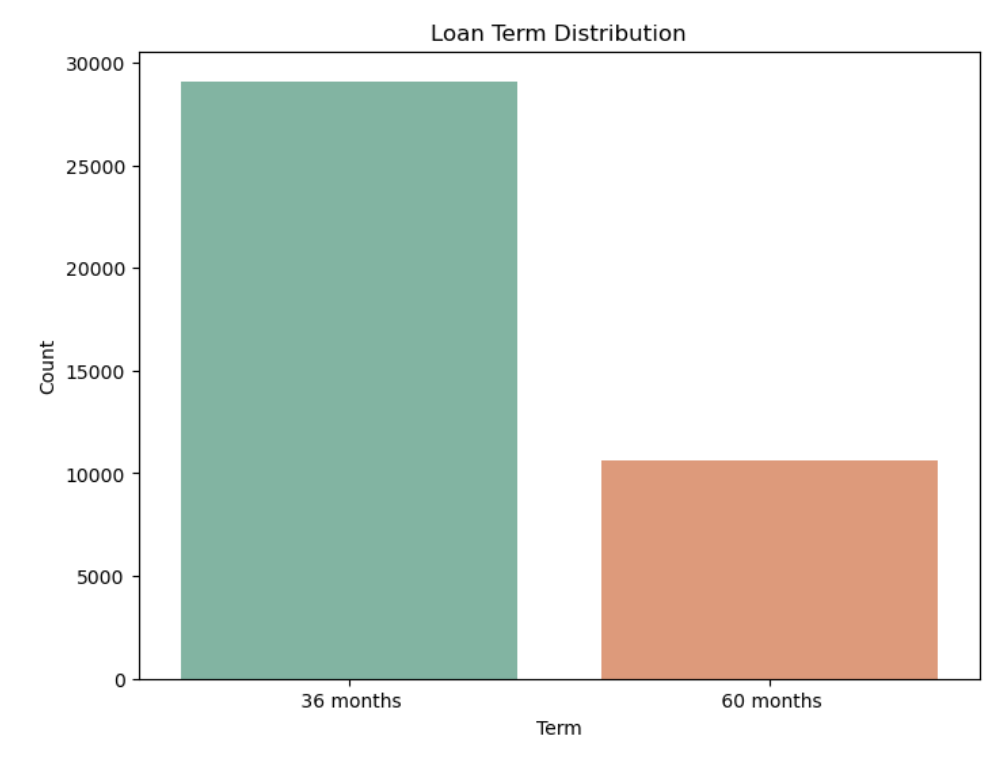 Loan Term Distribution
30000
25000
20000
15000
10000
5000
0
Count
36 months
60 months
Term